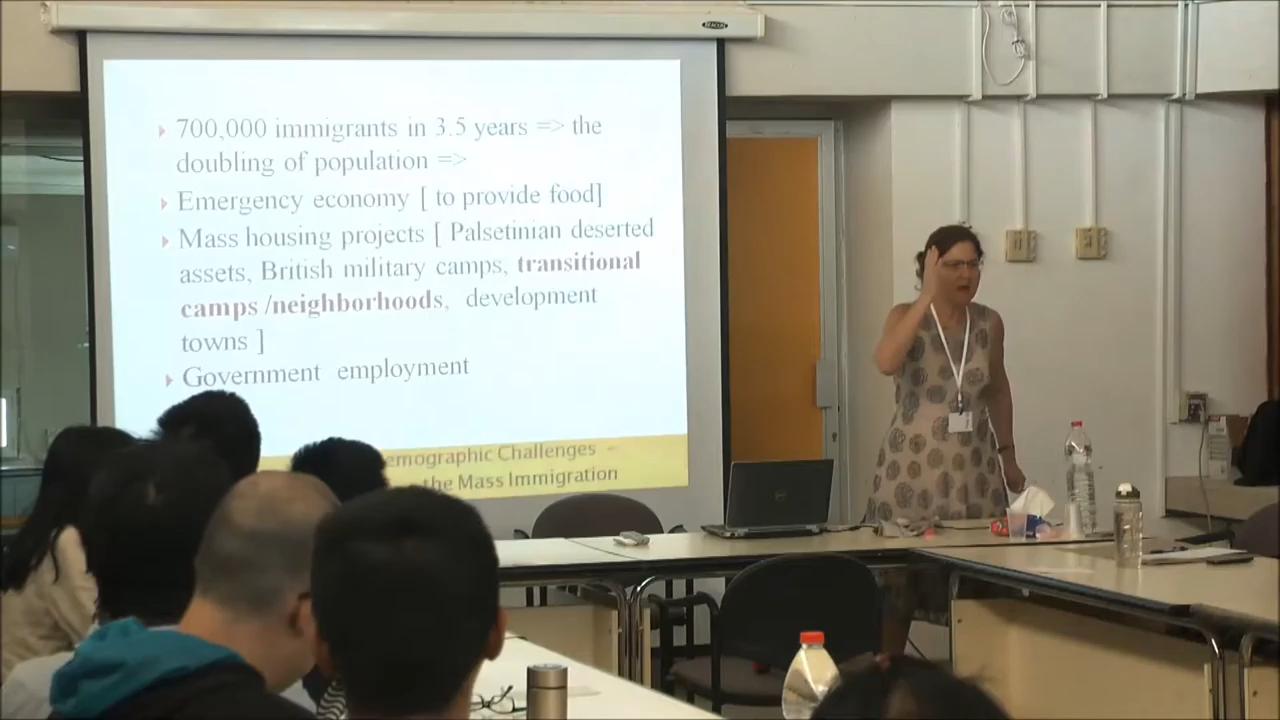 700,000 immigrants in 3.5 years => the
doubling of population =>
Emergency economy [ to provide food]
Mass housing projects [ Palsetinian deserted
assets, British military camps, transitional
camps /neighborhoods, development
towns ]
Government employment
emographic Challenges –
the Mass Immigration